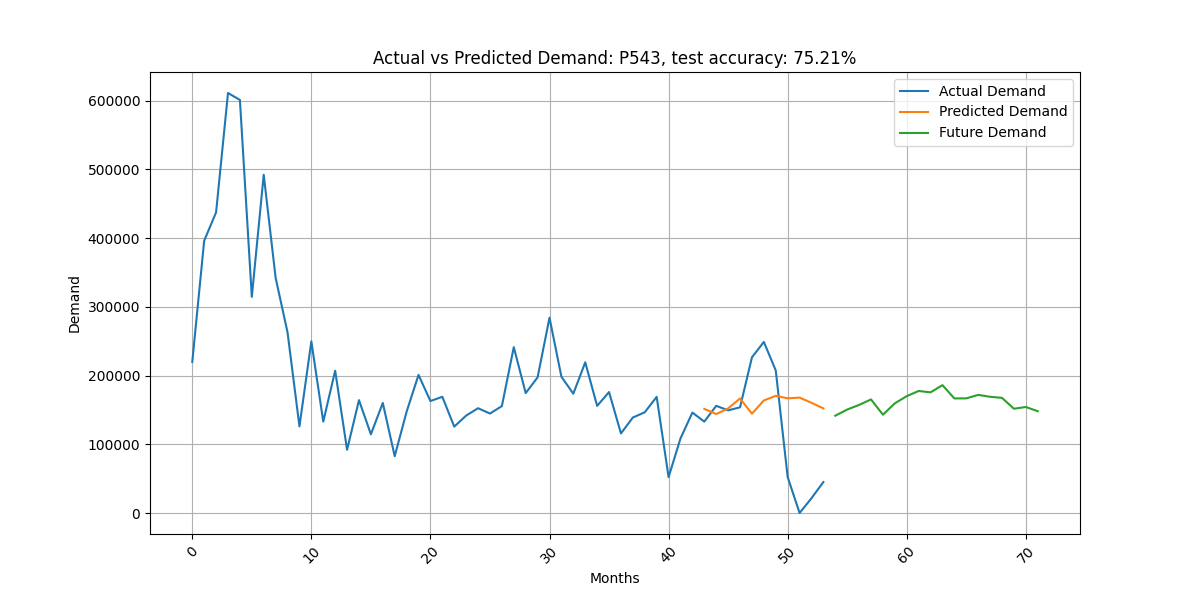 Actual vs Predicted Demand: P543, test accuracy: 75.21%
Actual Demand
Predicted Demand
Future Demand
600000
500000
400000
300000
200000
100000
0
Demand
0
10
20
30
40
50
60
70
Months